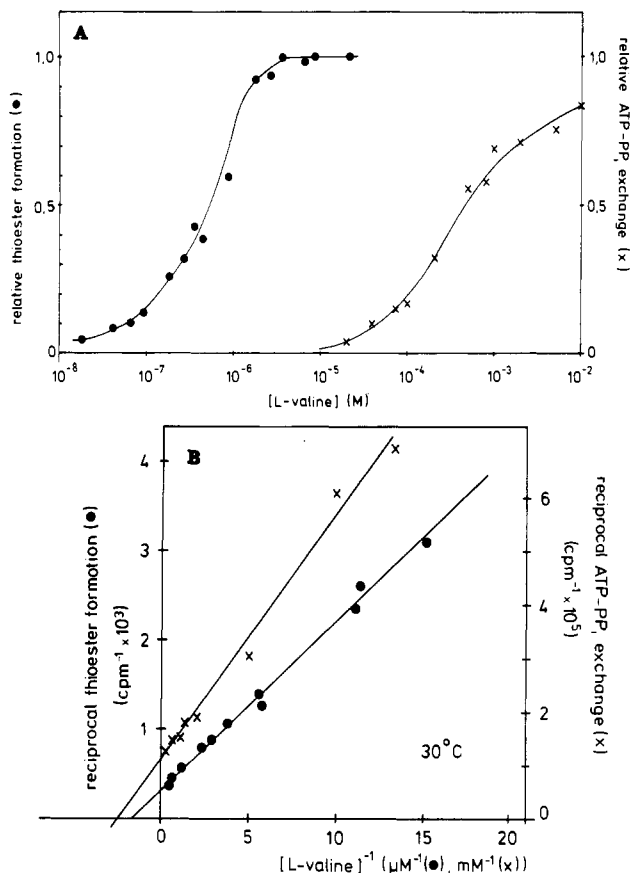 A
relative thioester formation (●)
1,0
0,5
0
relative ATP-PP, exchange (x)
1,0
0,5
0
10⁻⁸ 10⁻⁷ 10⁻⁶ 10⁻⁵ 10⁻⁴ 10⁻³ 10⁻²
[L-valine] (M)
B
reciprocal thioester formation (●)
(cpm⁻¹ × 10³)
4
3
2
1
reciprocal ATP-PP, exchange (x)
(cpm⁻¹ × 10⁵)
6
4
2
0
30°C
0 5 10 15 20
[L-valine]⁻¹ (μM⁻¹(●), mM⁻¹(x))